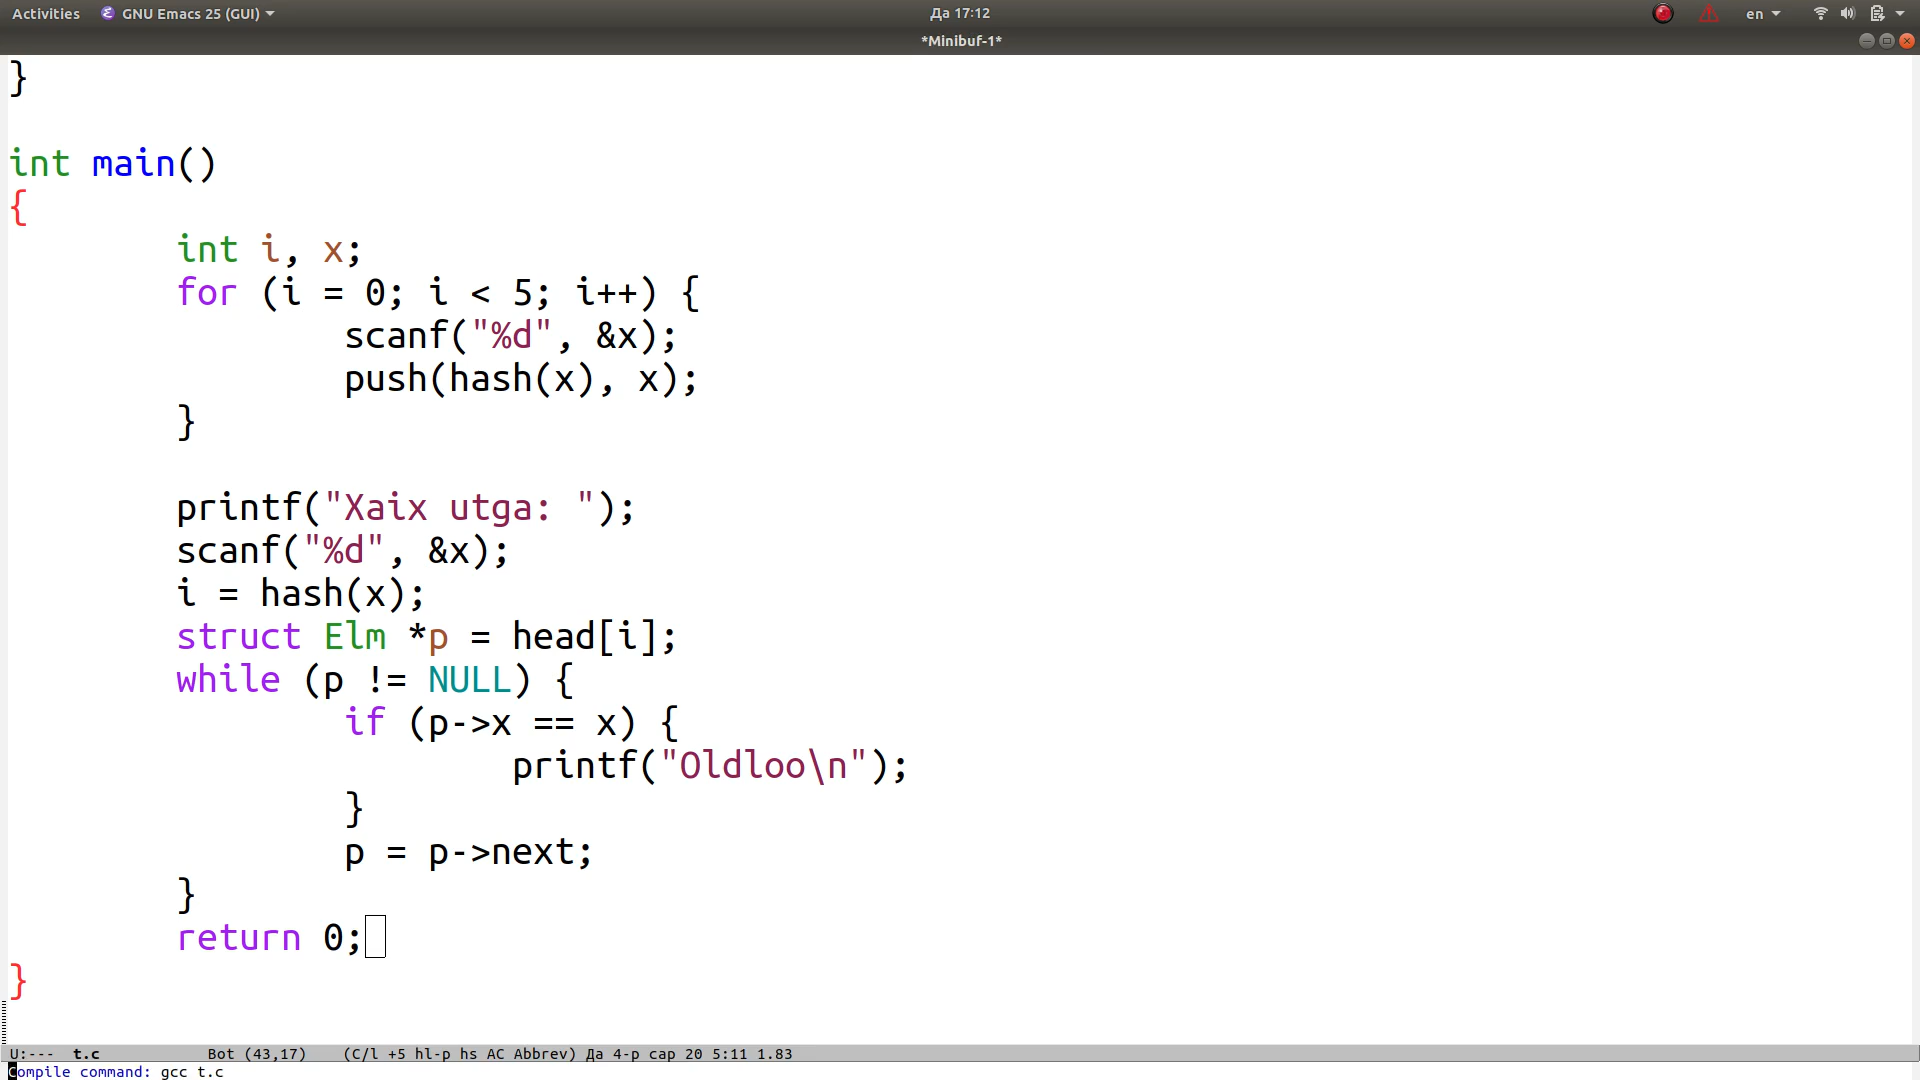 Activities GNU Emacs 25 (GUI) Да 17:12 en
*Minibuf-1*
}
int main()
{
int i, x;
for (i = 0; i < 5; i++) {
scanf("%d", &x);
push(hash(x), x);
}
printf("Xaix utga: ");
scanf("%d", &x);
i = hash(x);
struct Elm *p = head[i];
while (p != NULL) {
if (p->x == x) {
printf("Oldloo\n");
}
p = p->next;
}
return 0;
}
U:--- t.c Bot (43,17) (C/l +5 hl-p hs AC Abbrev) Да 4-р сар 20 5:11 1.83
Compile command: gcc t.c